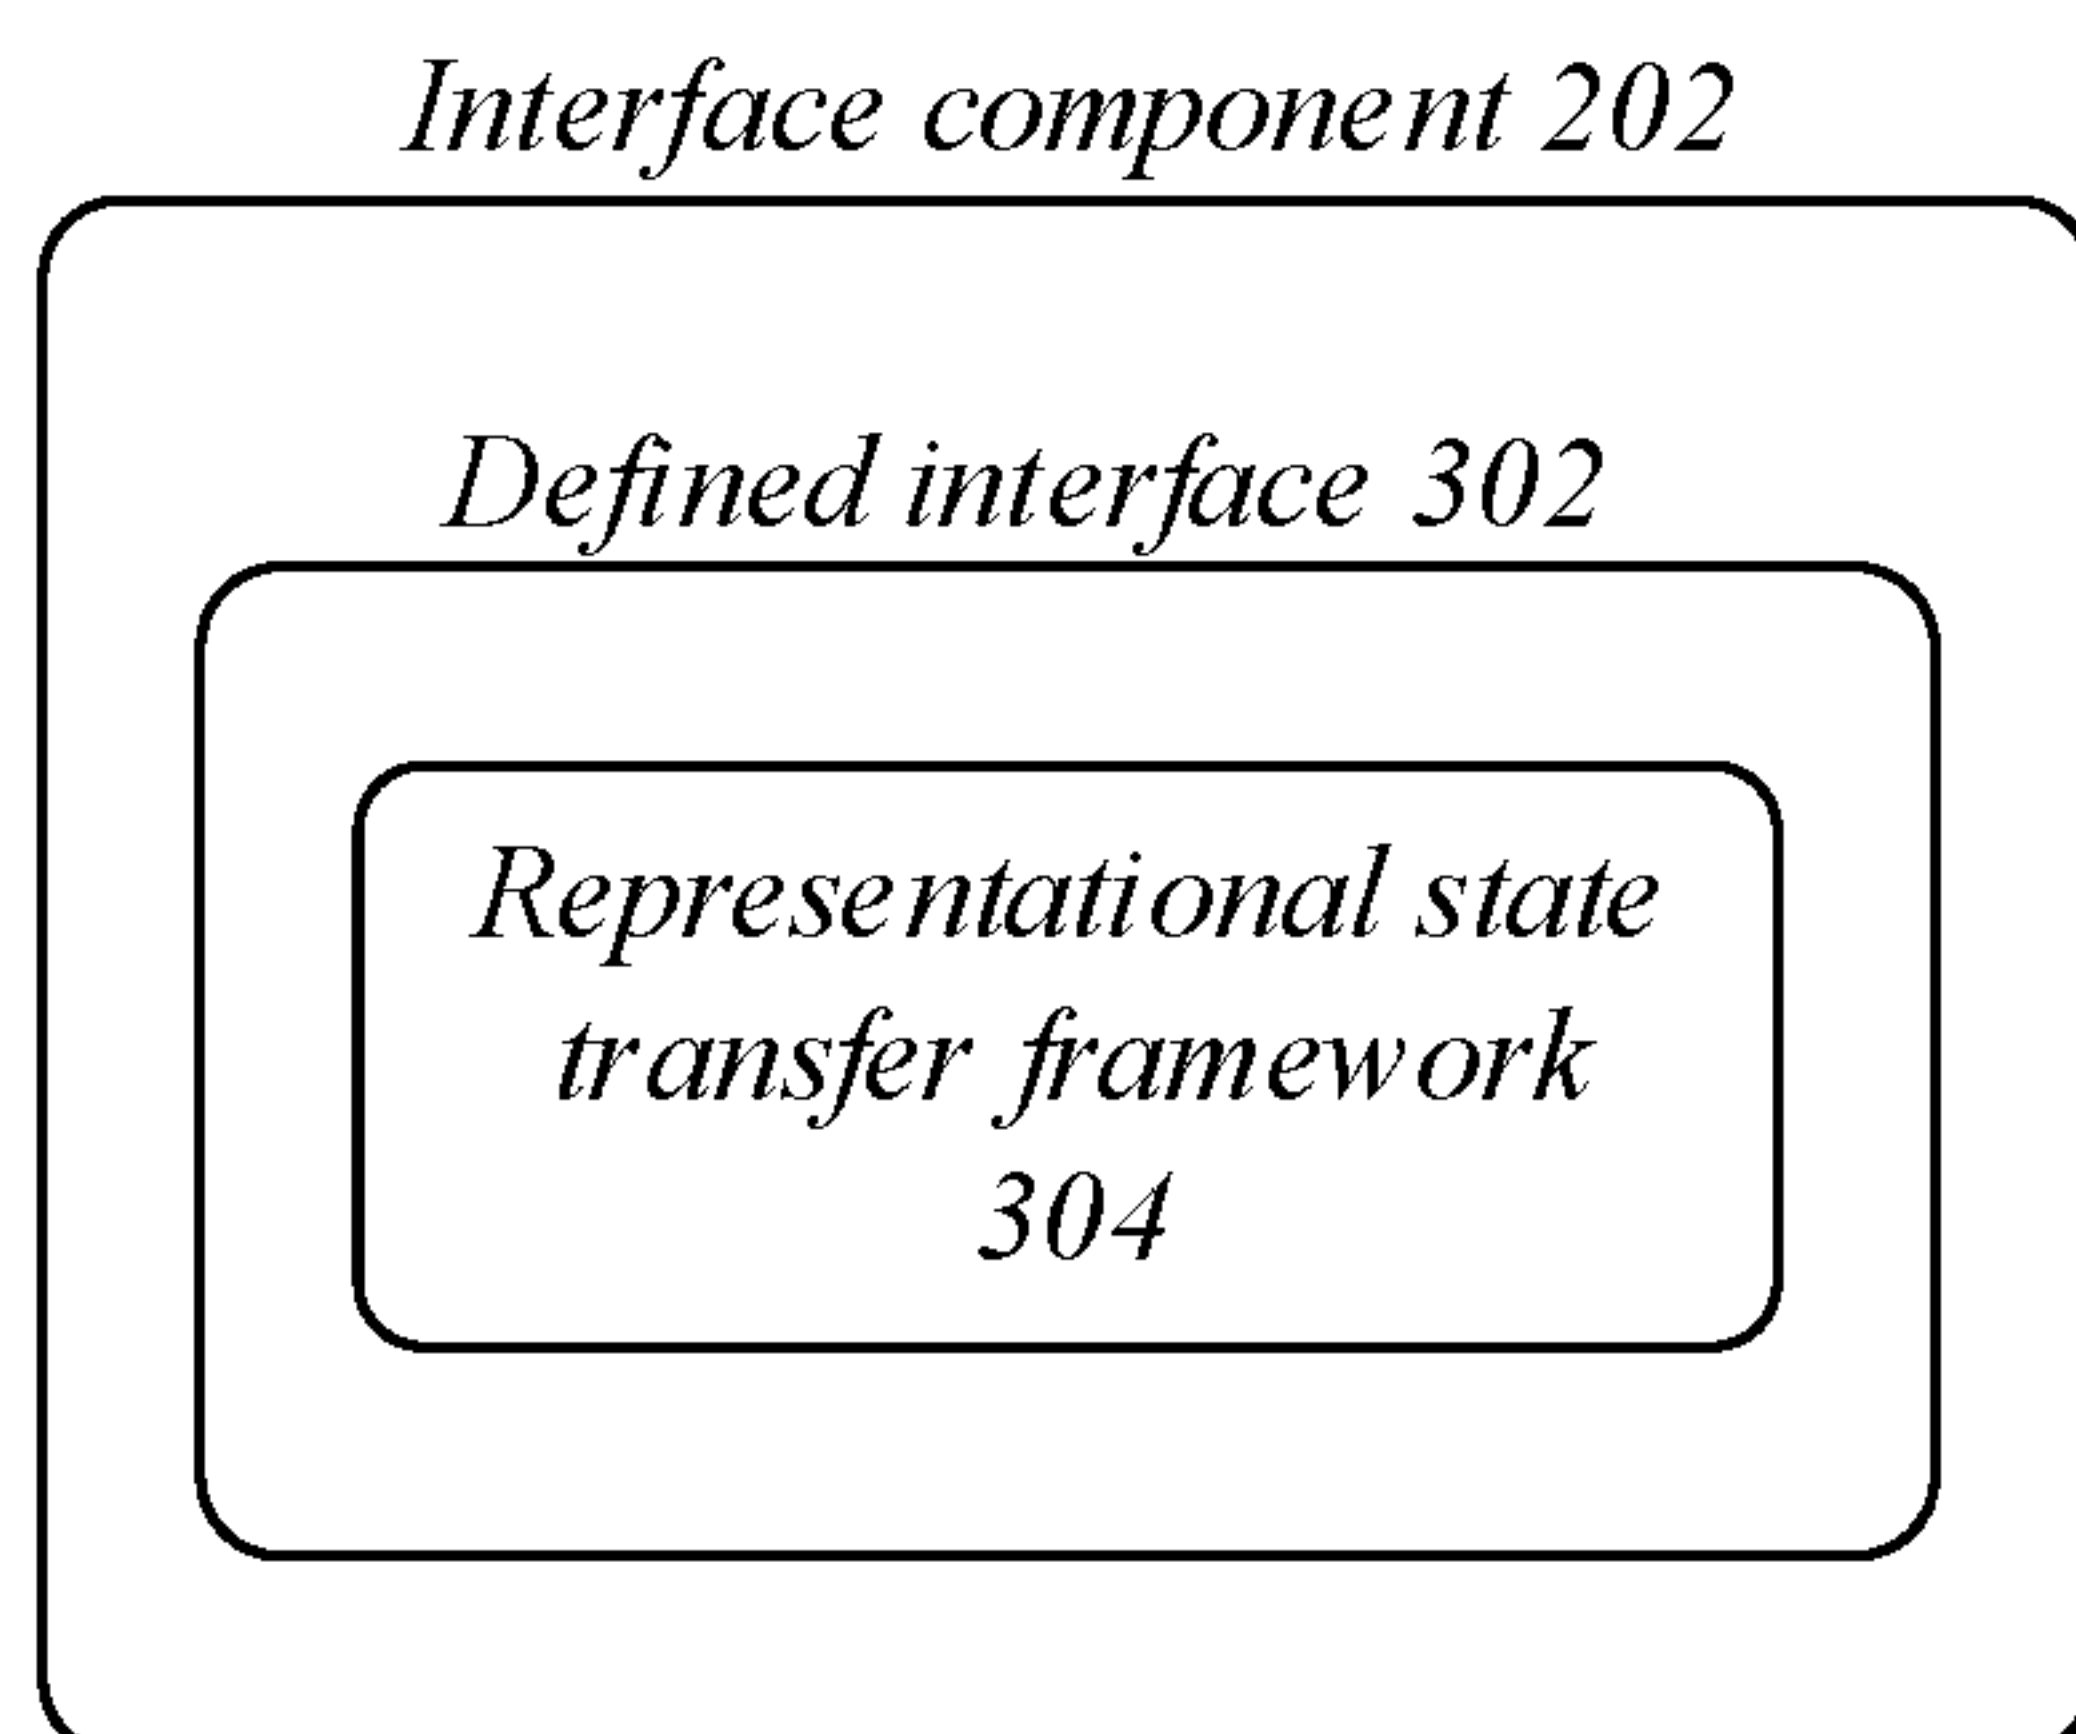 Interface component 202
Defined interface 302
Representational state
transfer framework
304